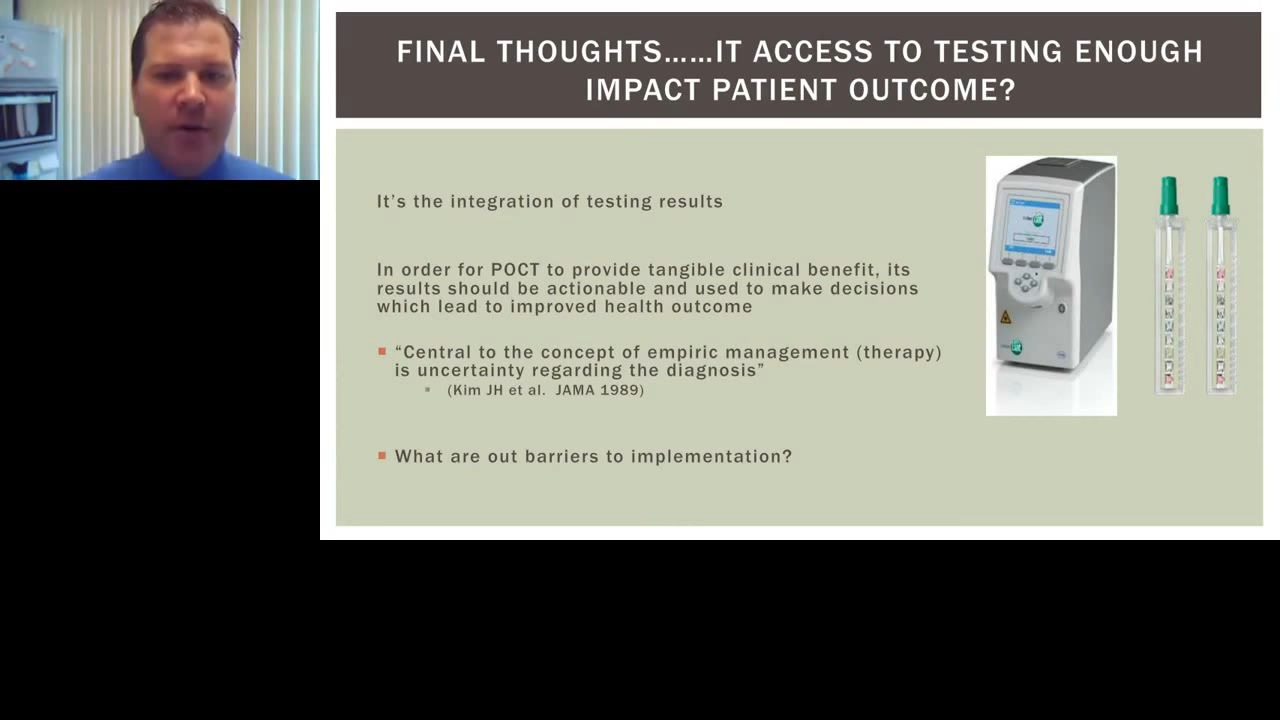 FINAL THOUGHTS……IT ACCESS TO TESTING ENOUGH
IMPACT PATIENT OUTCOME?
It's the integration of testing results
In order for POCT to provide tangible clinical benefit, its
results should be actionable and used to make decisions
which lead to improved health outcome
“Central to the concept of empiric management (therapy)
is uncertainty regarding the diagnosis”
(Kim JH et al.  JAMA 1989)
What are out barriers to implementation?